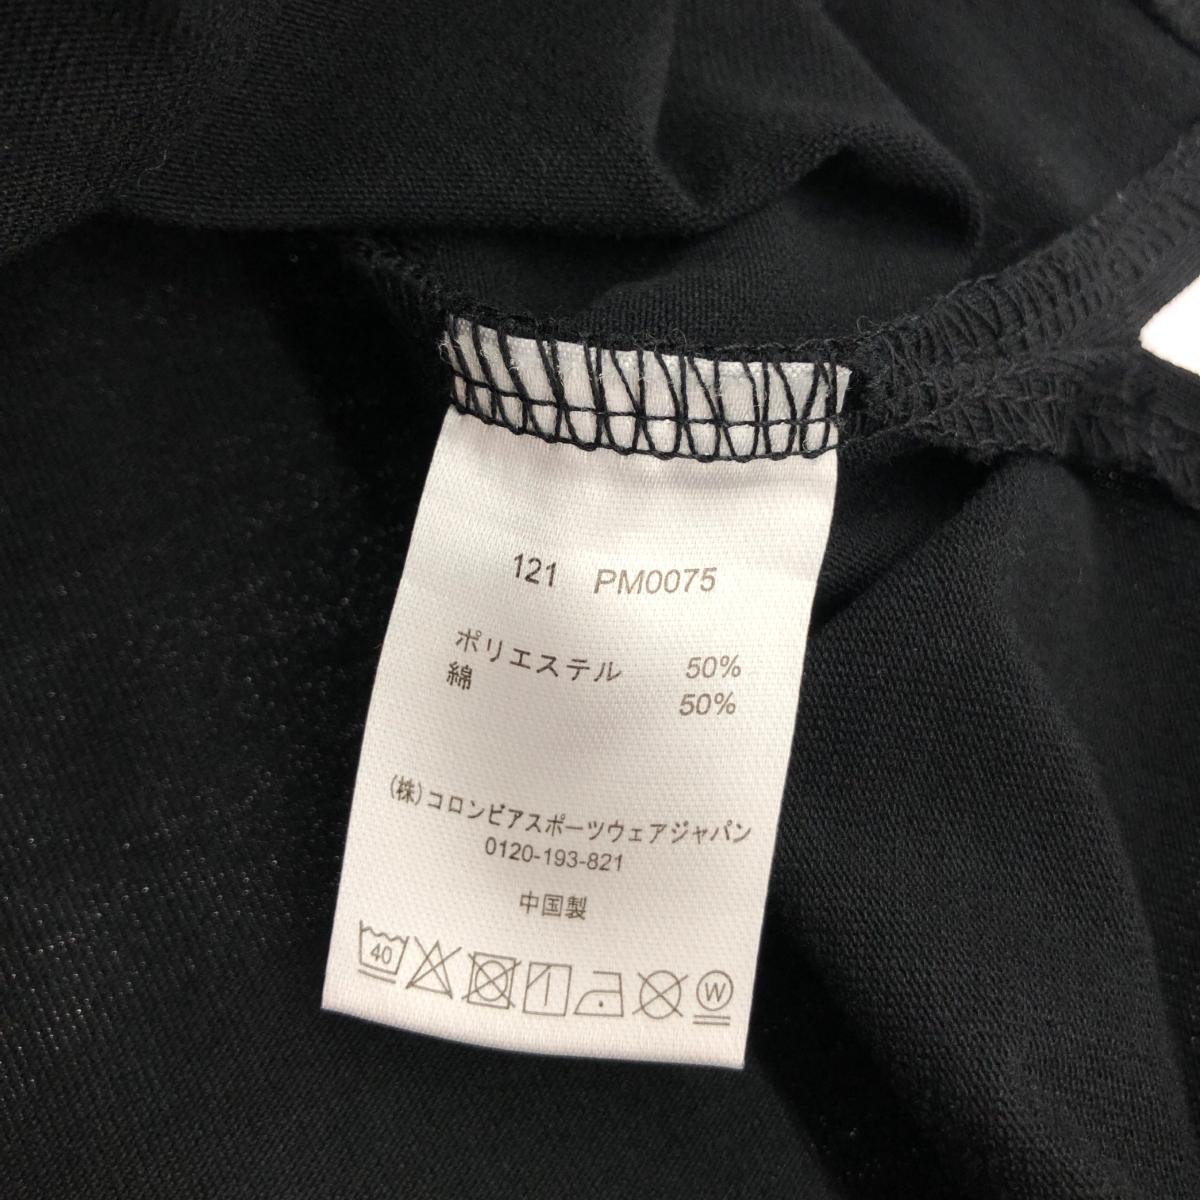 121 PM0075
ポリエステル 50%
綿 50%
(株)コロンビアスポーツウェアジャパン
0120-193-821
中国製
40 W